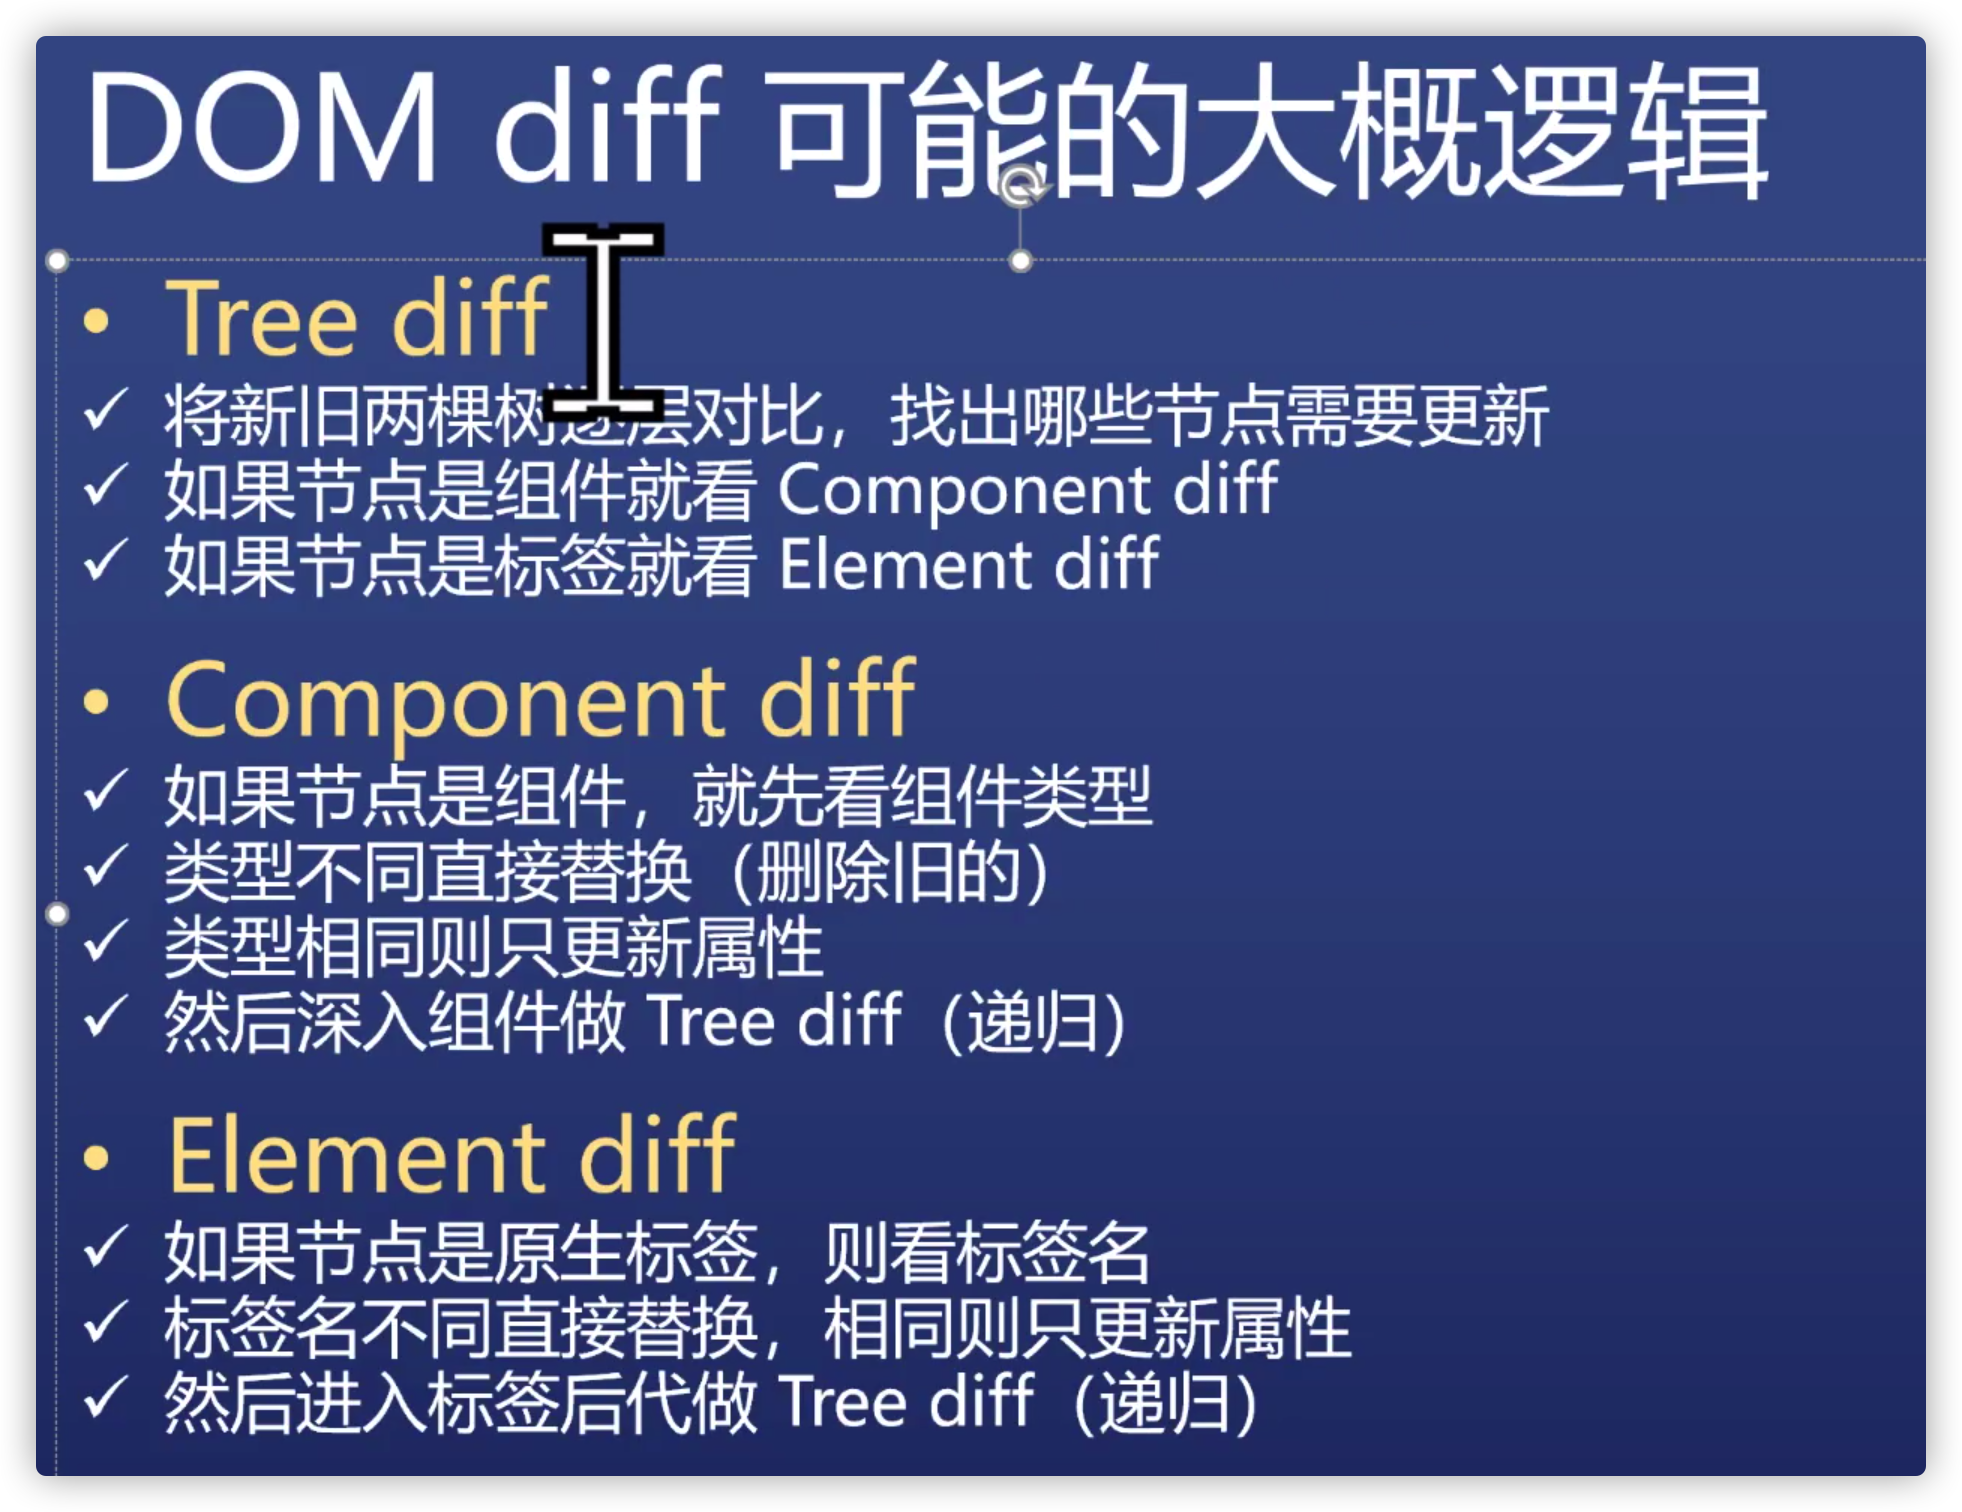 DOM diff 可能的大概逻辑
• Tree diff
✓ 将新旧两棵树逐层对比，找出哪些节点需要更新
✓ 如果节点是组件就看 Component diff
✓ 如果节点是标签就看 Element diff
• Component diff
✓ 如果节点是组件，就先看组件类型
✓ 类型不同直接替换（删除旧的）
✓ 类型相同则只更新属性
✓ 然后深入组件做 Tree diff（递归）
• Element diff
✓ 如果节点是原生标签，则看标签名
✓ 标签名不同直接替换，相同则只更新属性
✓ 然后进入标签后代做 Tree diff（递归）